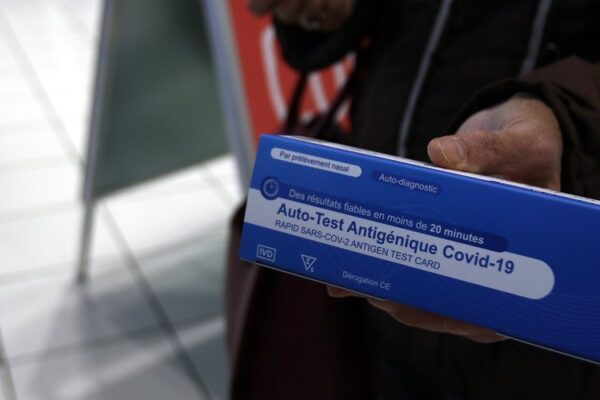 Par prélèvement nasal
Auto-diagnostic
Des résultats fiables en moins de 20 minutes
Auto-Test Antigénique Covid-19
RAPID SARS-COV-2 ANTIGEN TEST CARD
IVD
5
Dérogation CE